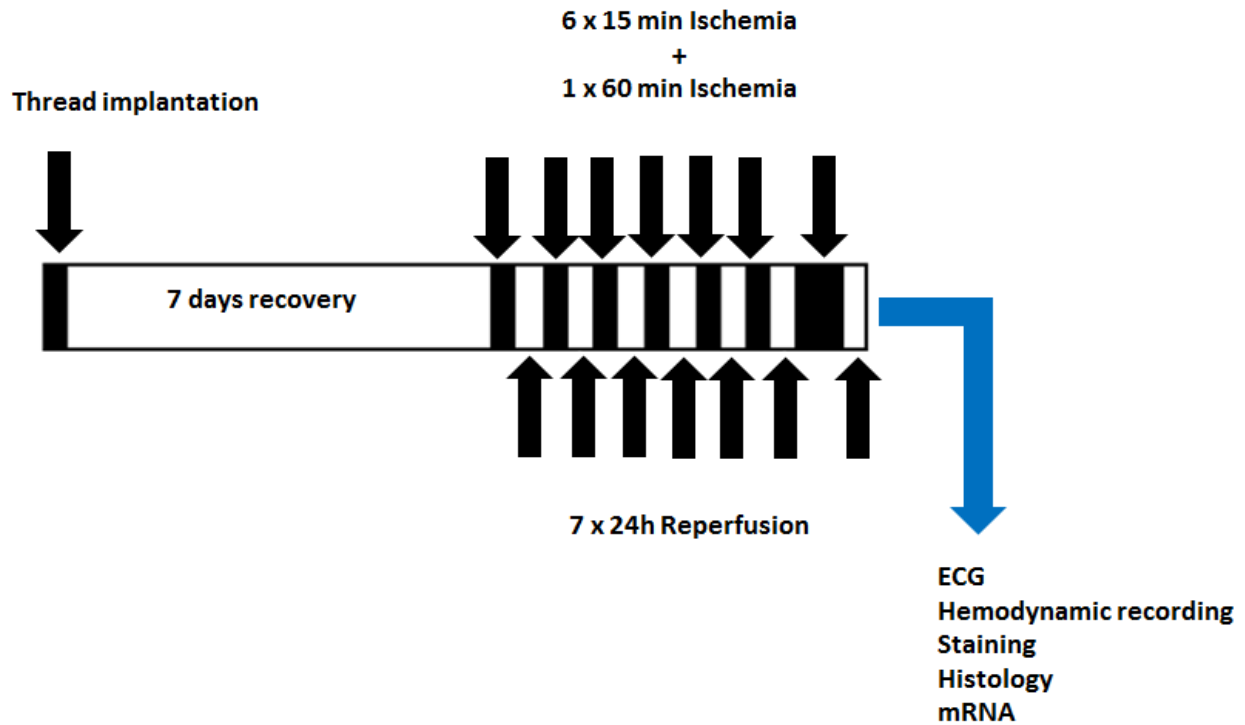 6 x 15 min Ischemia
+
1 x 60 min Ischemia
Thread implantation
7 days recovery
7 x 24h Reperfusion
ECG
Hemodynamic recording
Staining
Histology
mRNA